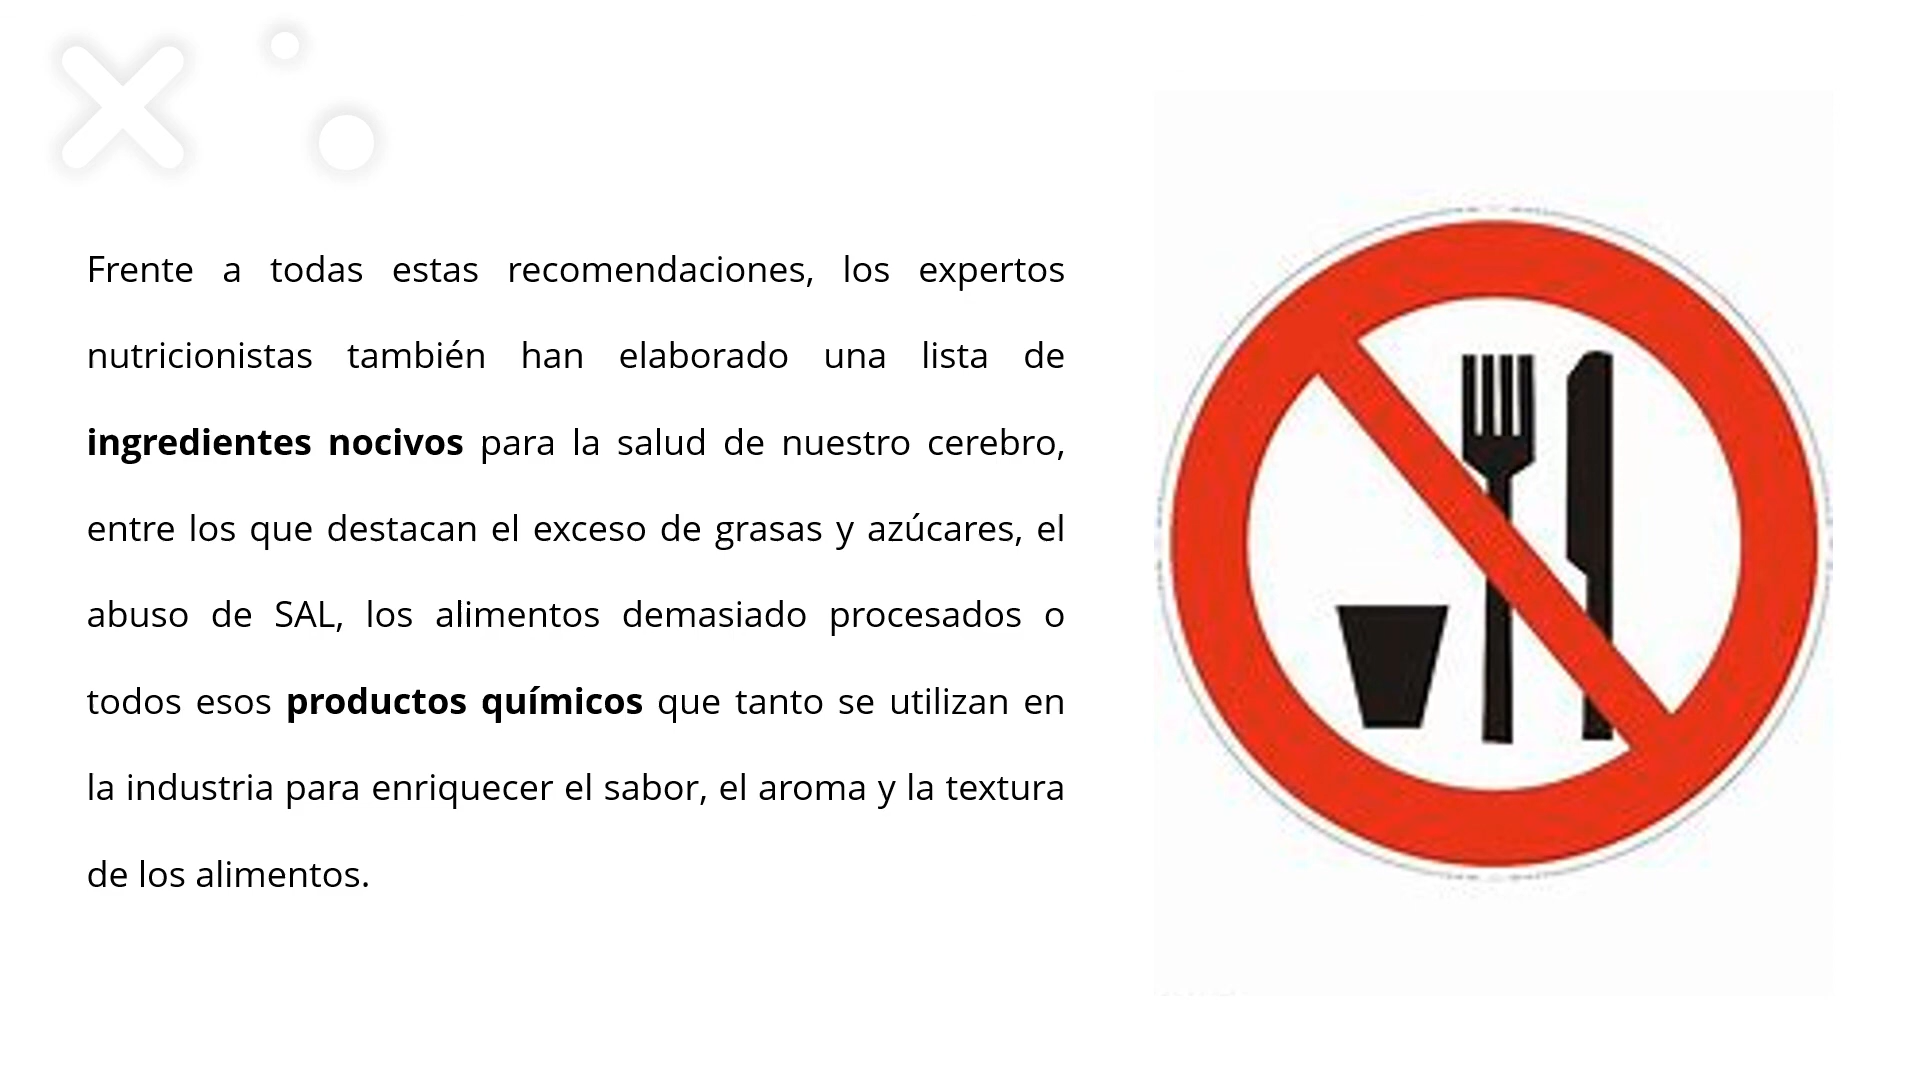 Frente a todas estas recomendaciones, los expertos
nutricionistas también han elaborado una lista de
ingredientes nocivos para la salud de nuestro cerebro,
entre los que destacan el exceso de grasas y azúcares, el
abuso de SAL, los alimentos demasiado procesados o
todos esos productos químicos que tanto se utilizan en
la industria para enriquecer el sabor, el aroma y la textura
de los alimentos.